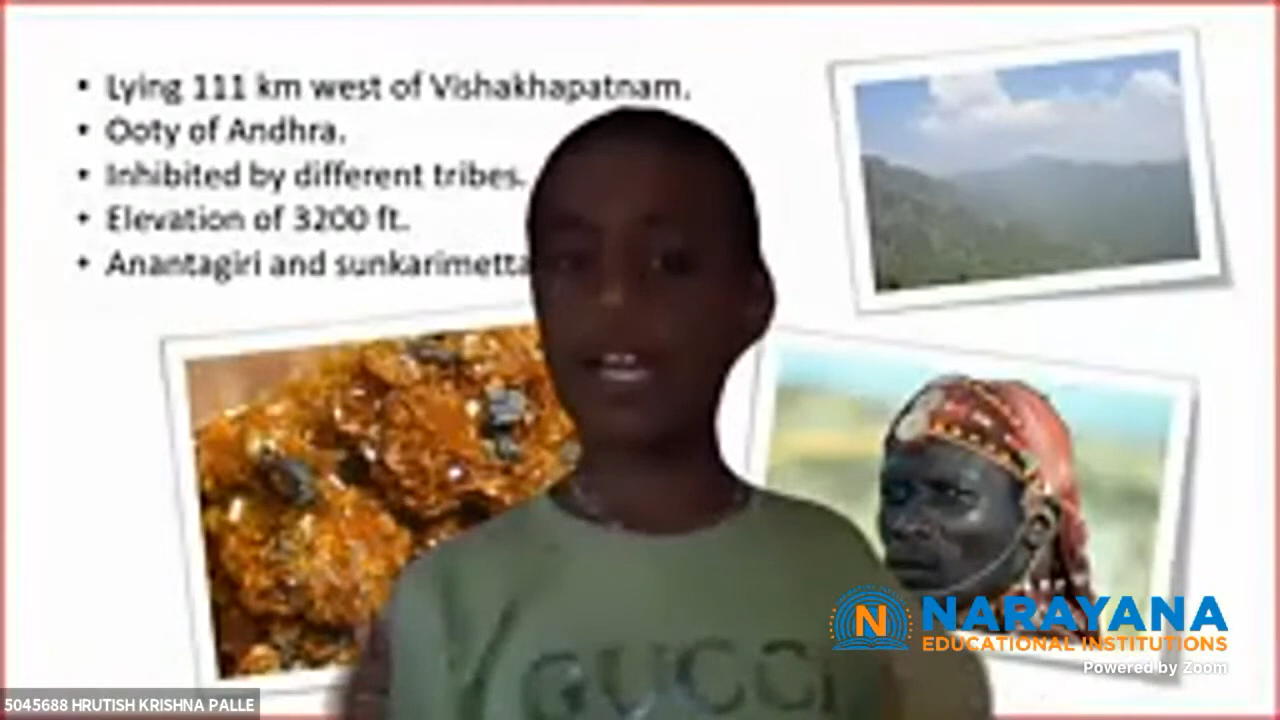 • Lying 111 km west of Vishakhapatnam.
• Ooty of Andhra.
• Inhibited by different tribes.
• Elevation of 3200 ft.
• Anantagiri and sunkarimetta
GUCCI
N NARAYANA
EDUCATIONAL INSTITUTIONS
Powered by Zoom
5045688 HRUTISH KRISHNA PALLE